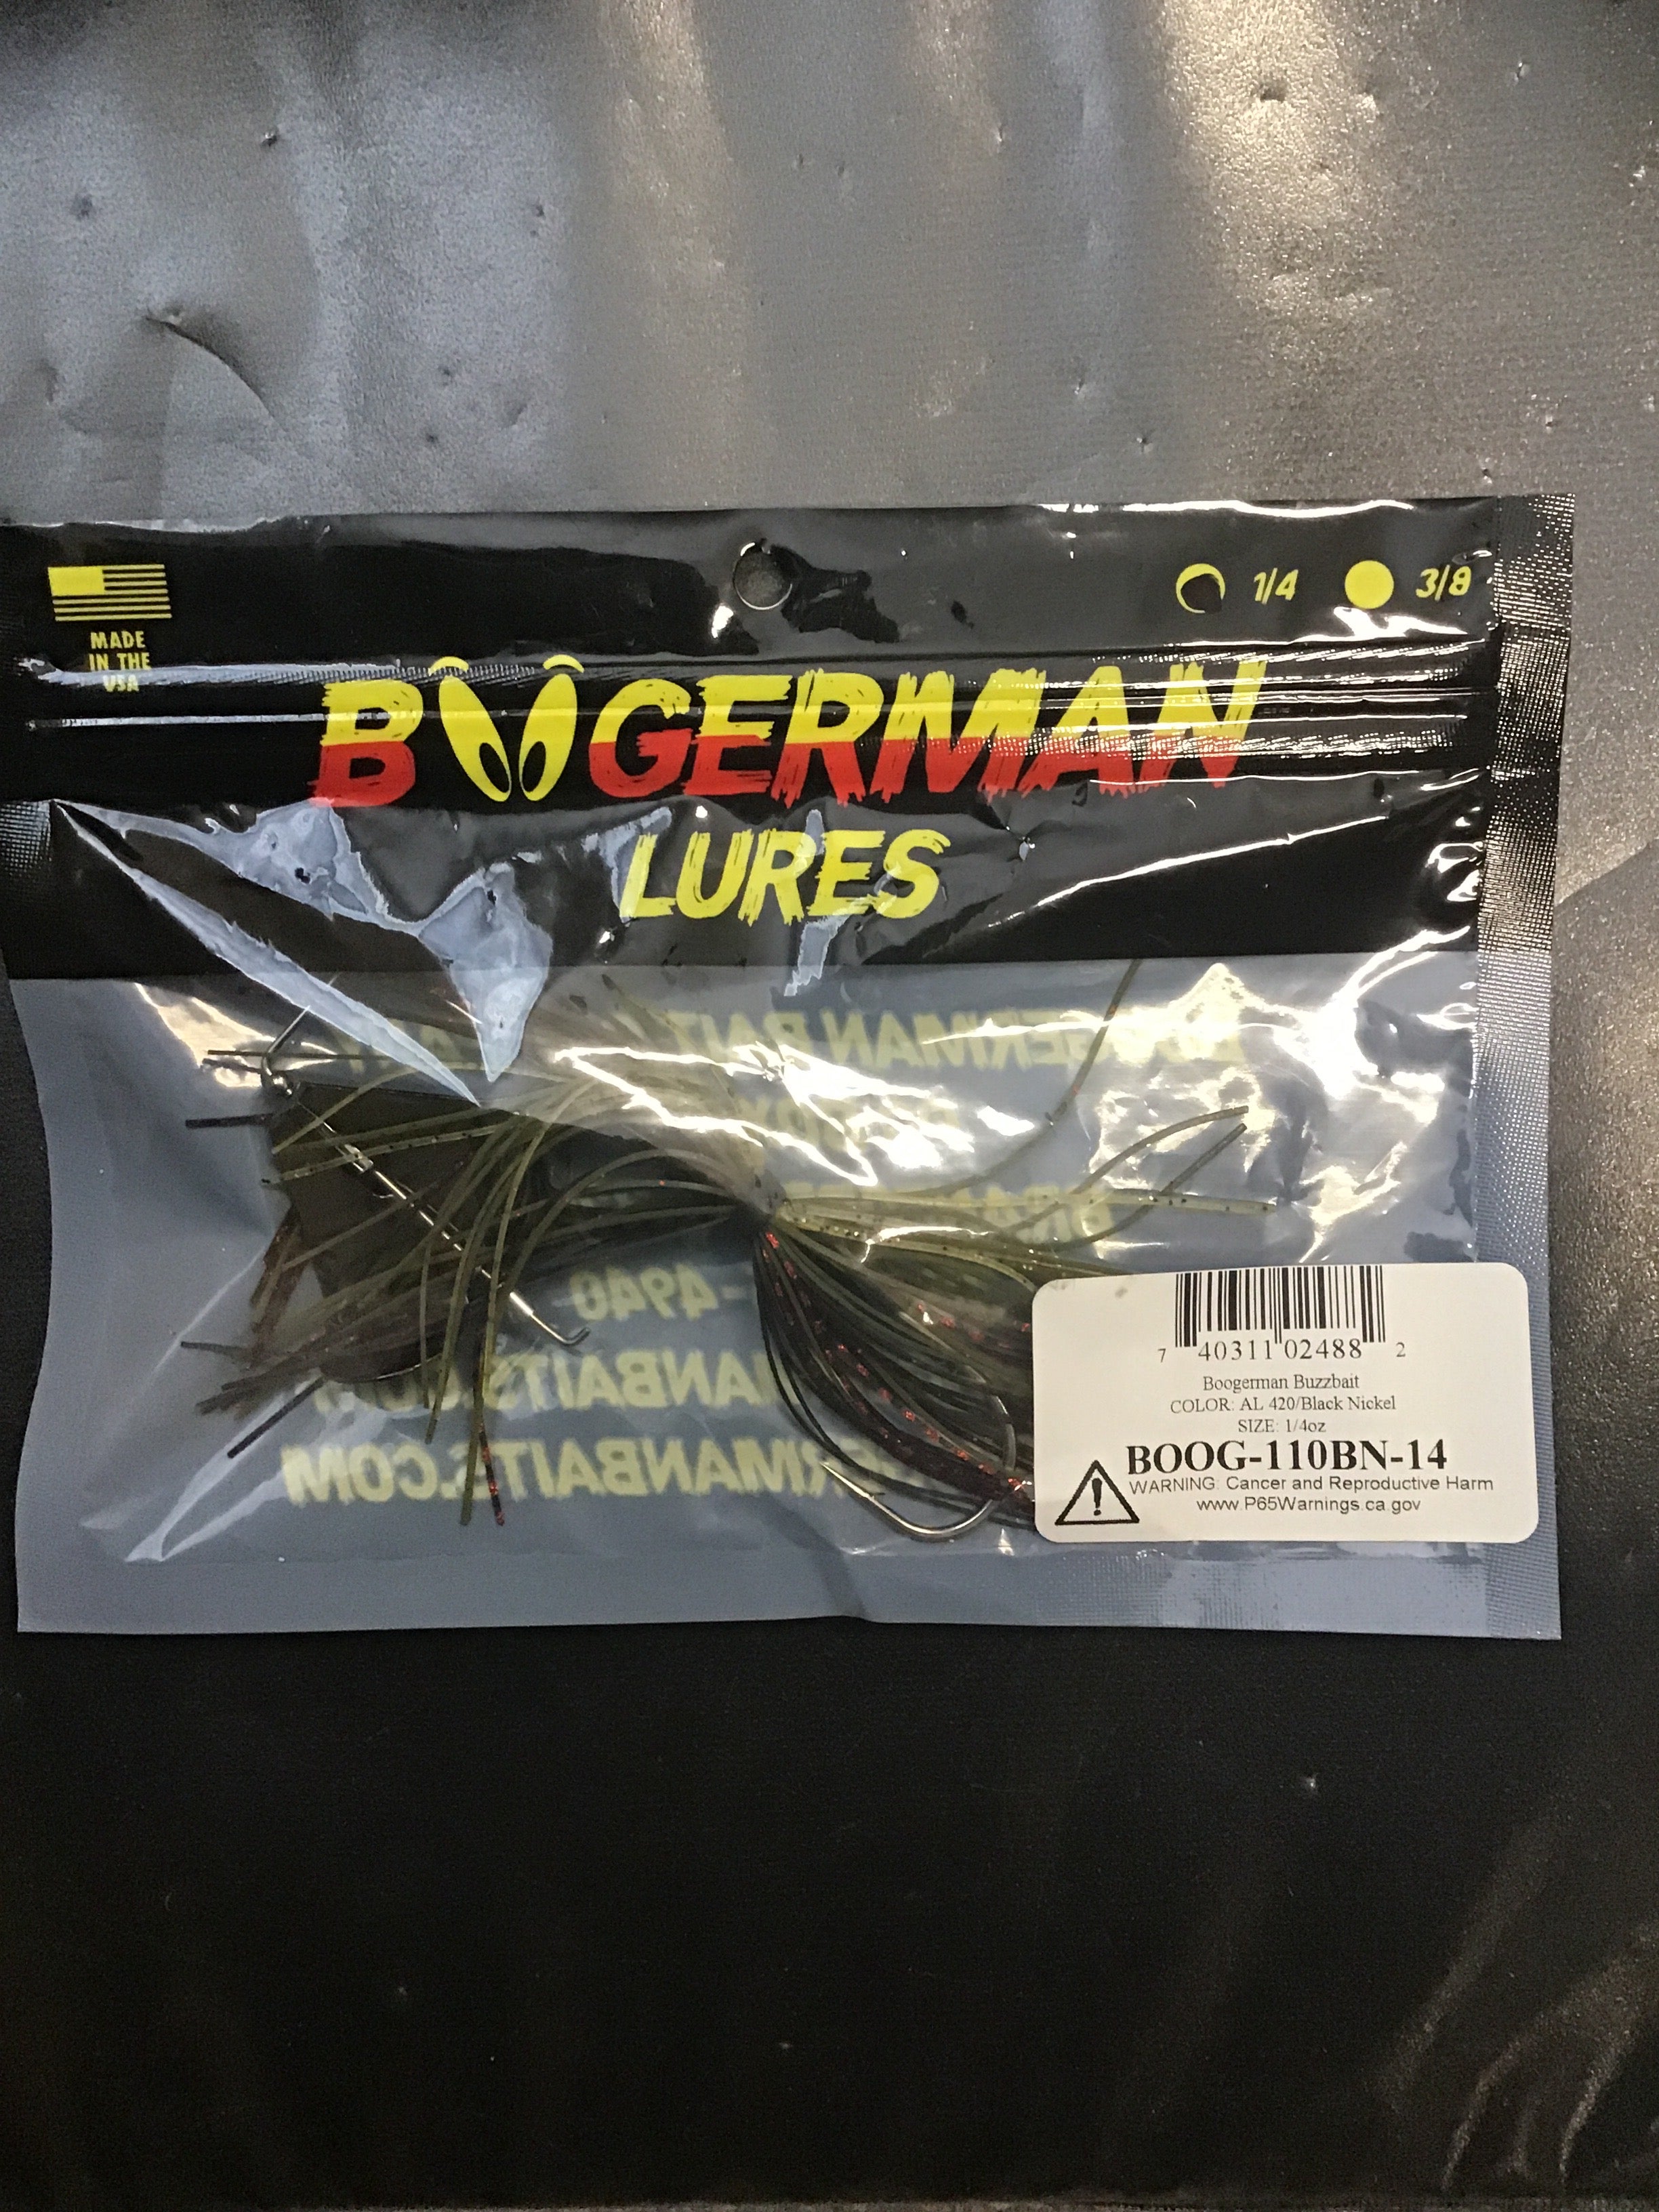 MADE
IN THE
USA
1/4 3/8
BOOGERMAN
LURES
-4940
7 40311 02488 2
Boogerman Buzzbait
COLOR: AL 420/Black Nickel
SIZE: 1/4oz
BOOG-110BN-14
WARNING: Cancer and Reproductive Harm
www.P65Warnings.ca.gov